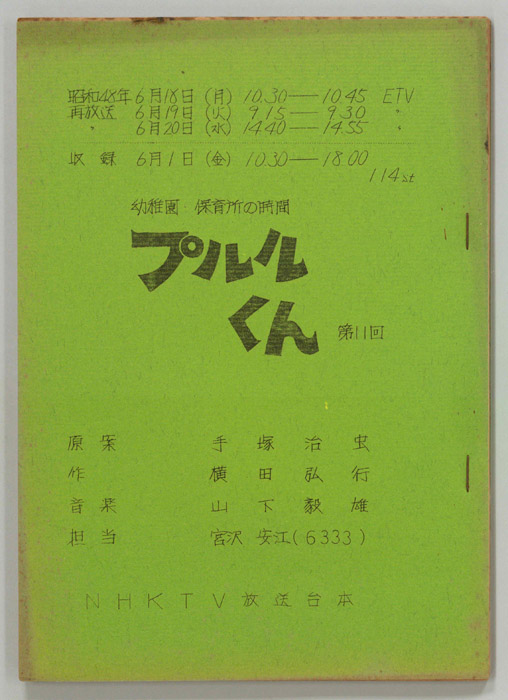 昭和48年 6月18日(月) 10.30 ── 10.45 ETV
再放送 6月19日(火) 9.15 ── 9.30 〃
〃 6月20日(水) 14.40 ── 14.55 〃
収 録 6月1日(金) 10.30 ── 18.00
114st
幼稚園 保育所の時間
プルル
くん 第11回
原 案 手 塚 治 虫
作 横 田 弘 行
音 楽 山 下 毅 雄
担 当 宮沢 安江(6333)
NHKTV 放送台本